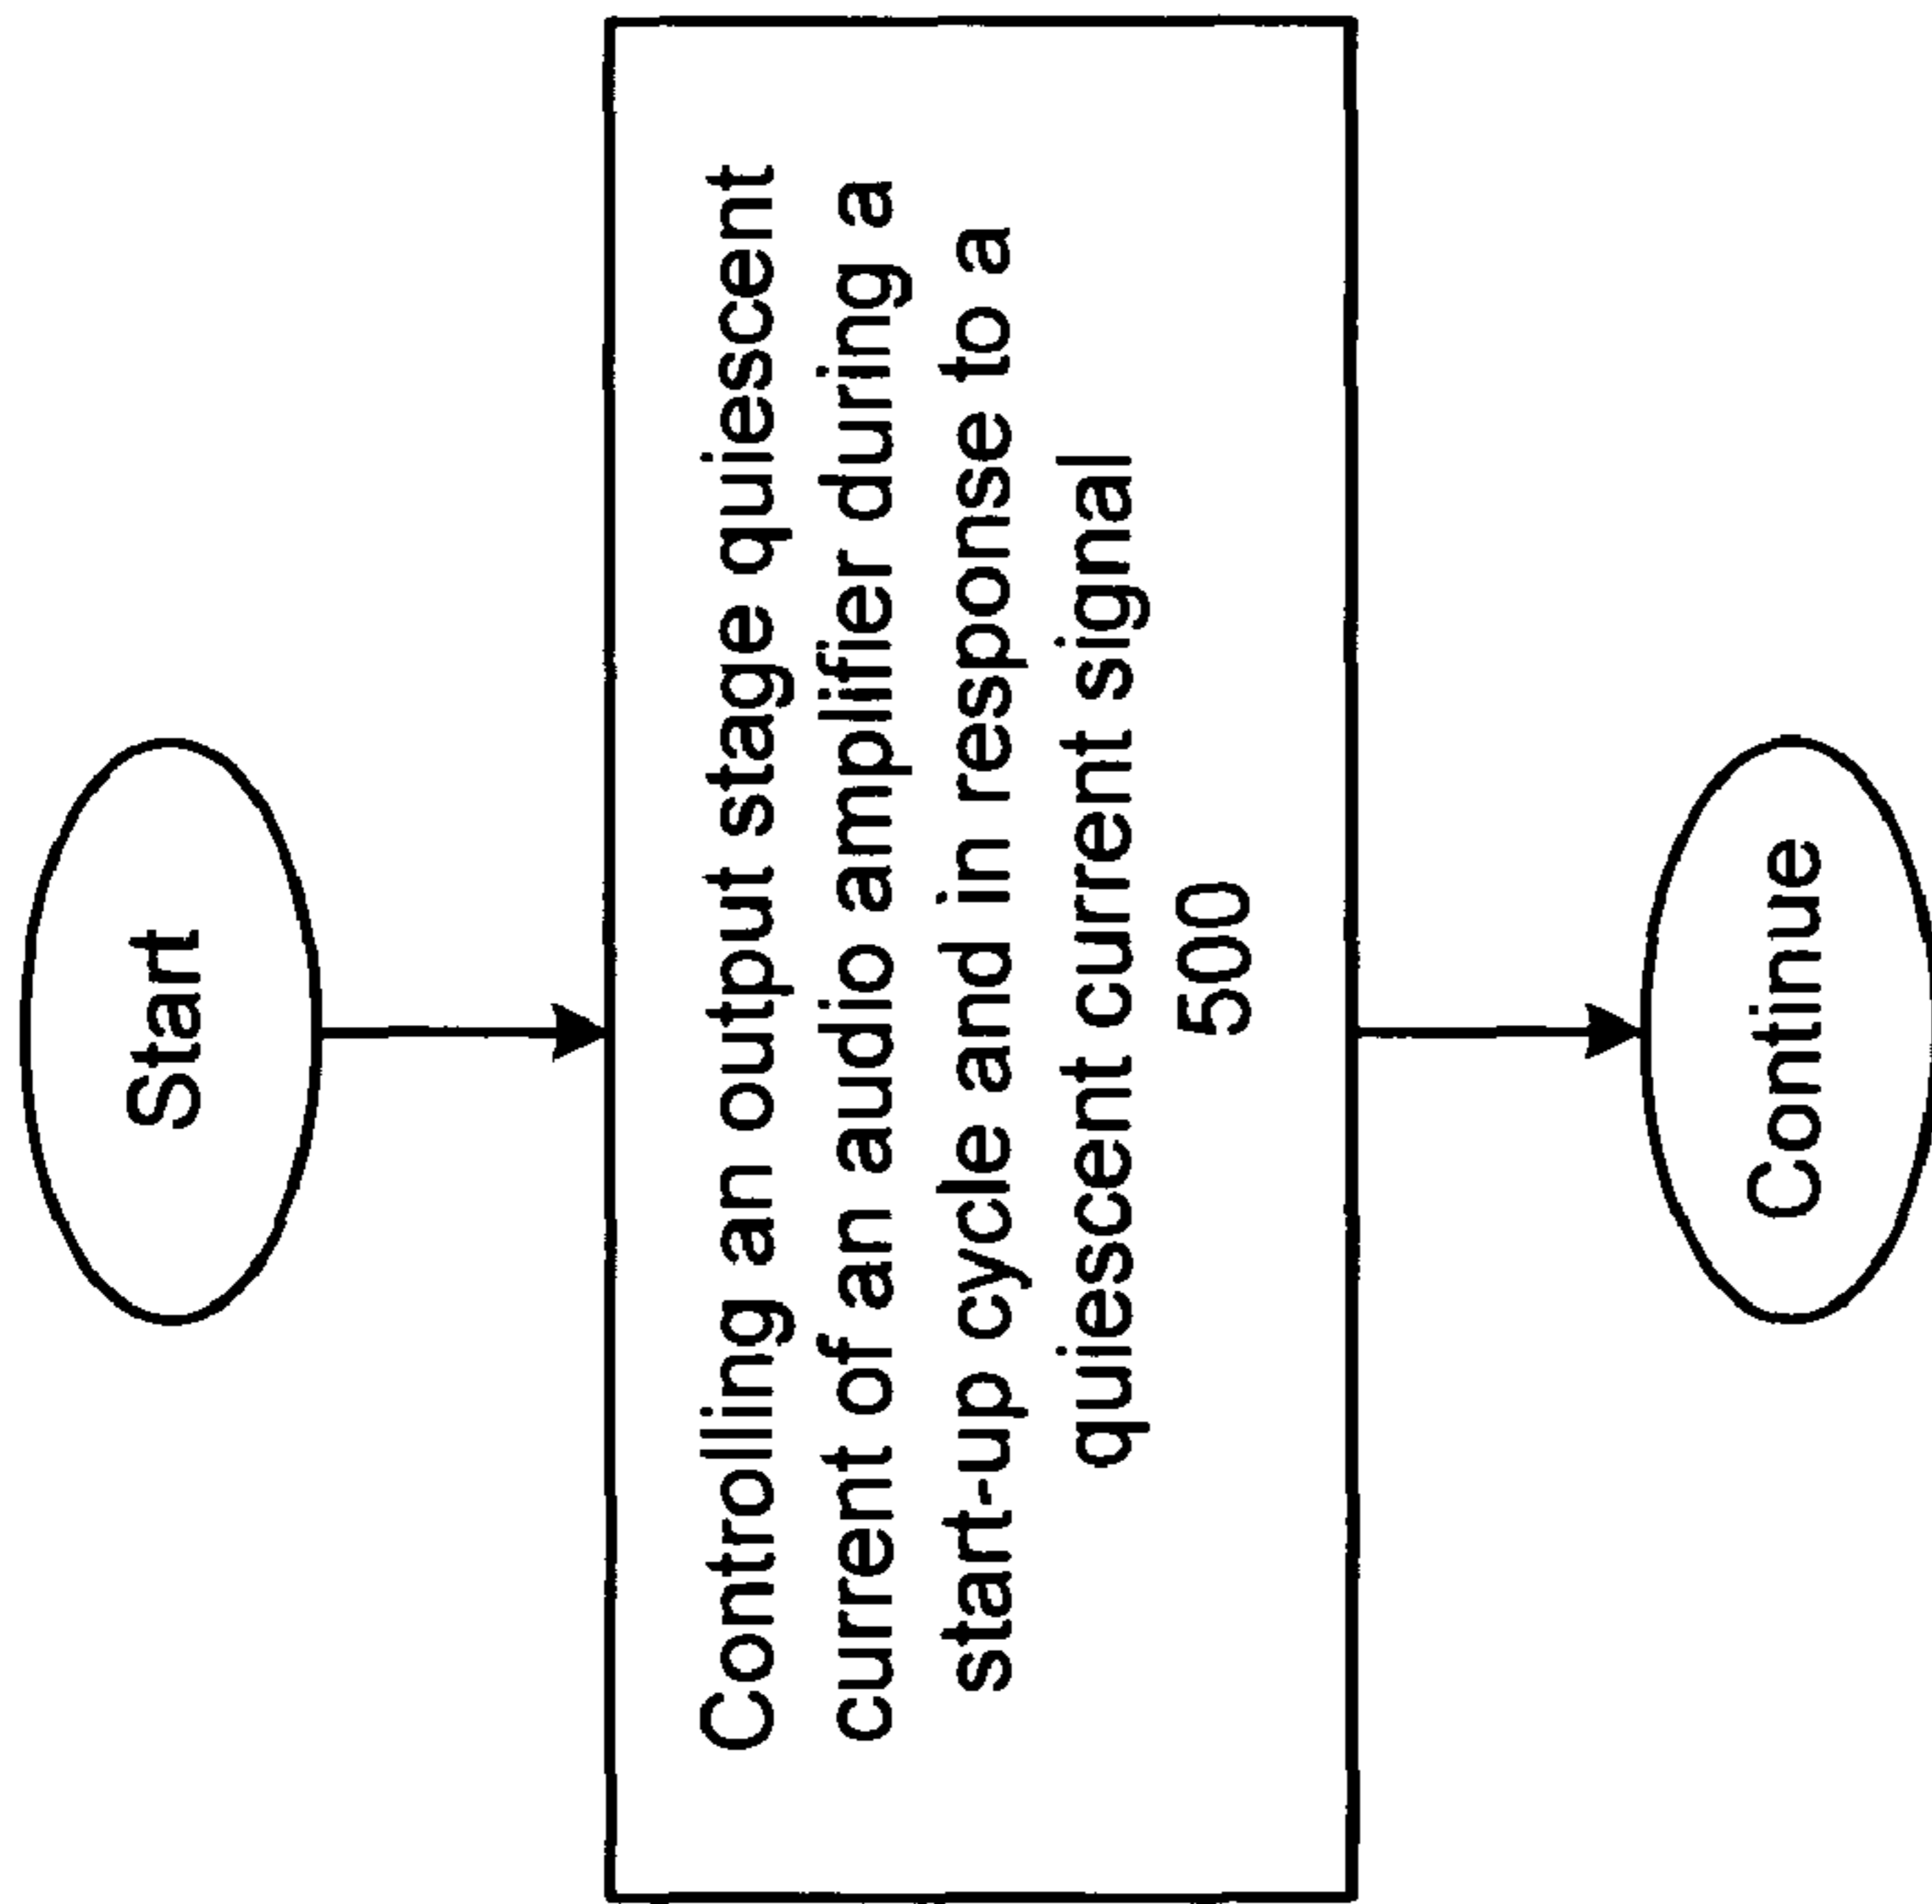 Start
Controlling an output stage quiescent
current of an audio amplifier during a
start-up cycle and in response to a
quiescent current signal
500
Continue